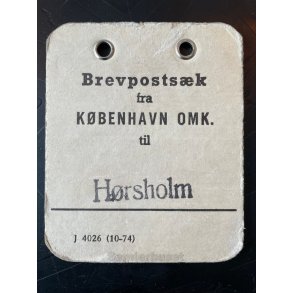 Brevpostsæk
fra
KØBENHAVN OMK.
til
Hørsholm
J 4026 (10-74)